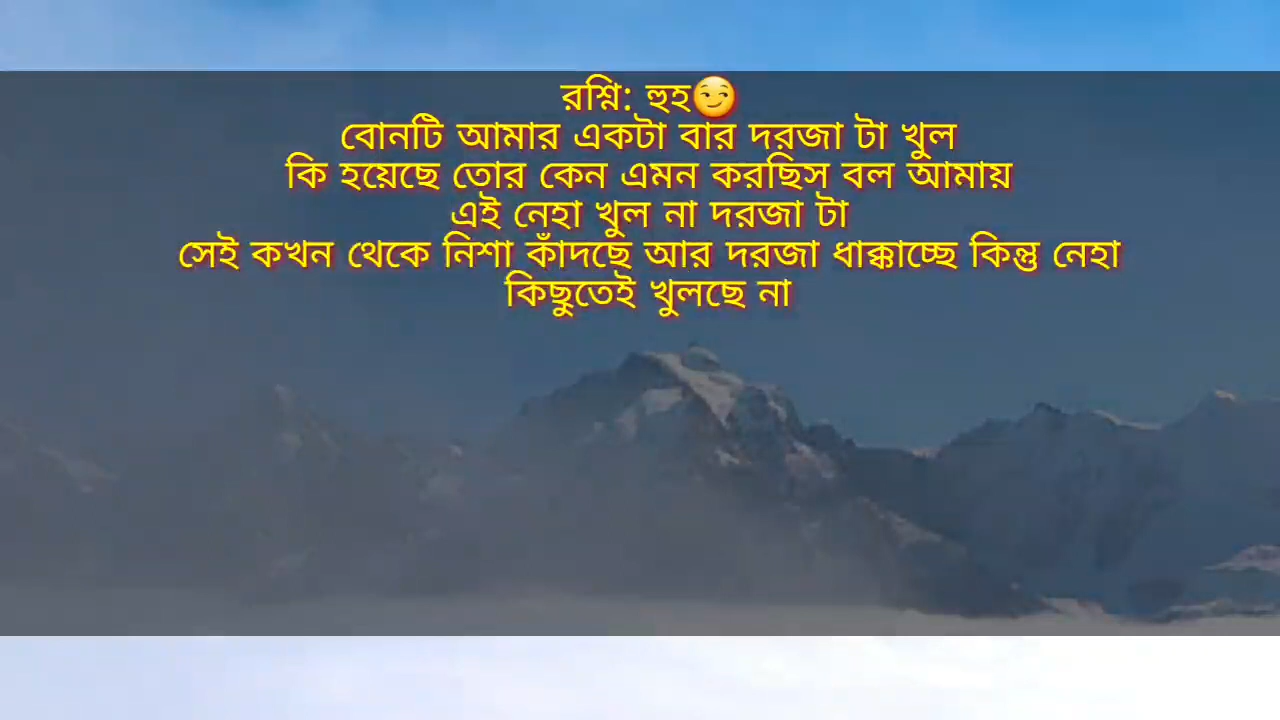 রশ্নি: হুহ😏
বোনটি আমার একটা বার দরজা টা খুল
কি হয়েছে তোর কেন এমন করছিস বল আমায়
এই নেহা খুল না দরজা টা
সেই কখন থেকে নিশা কাঁদছে আর দরজা ধাক্কাচ্ছে কিন্তু নেহা
কিছুতেই খুলছে না